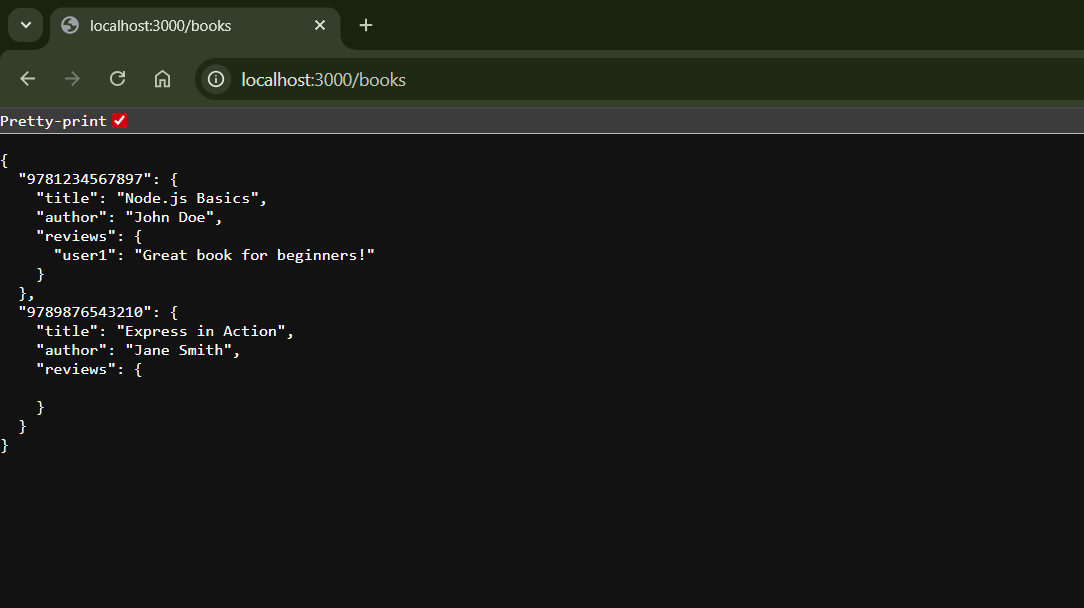 localhost:3000/books
localhost:3000/books
Pretty-print
{
  "9781234567897": {
    "title": "Node.js Basics",
    "author": "John Doe",
    "reviews": {
      "user1": "Great book for beginners!"
    }
  },
  "9789876543210": {
    "title": "Express in Action",
    "author": "Jane Smith",
    "reviews": {
    }
  }
}